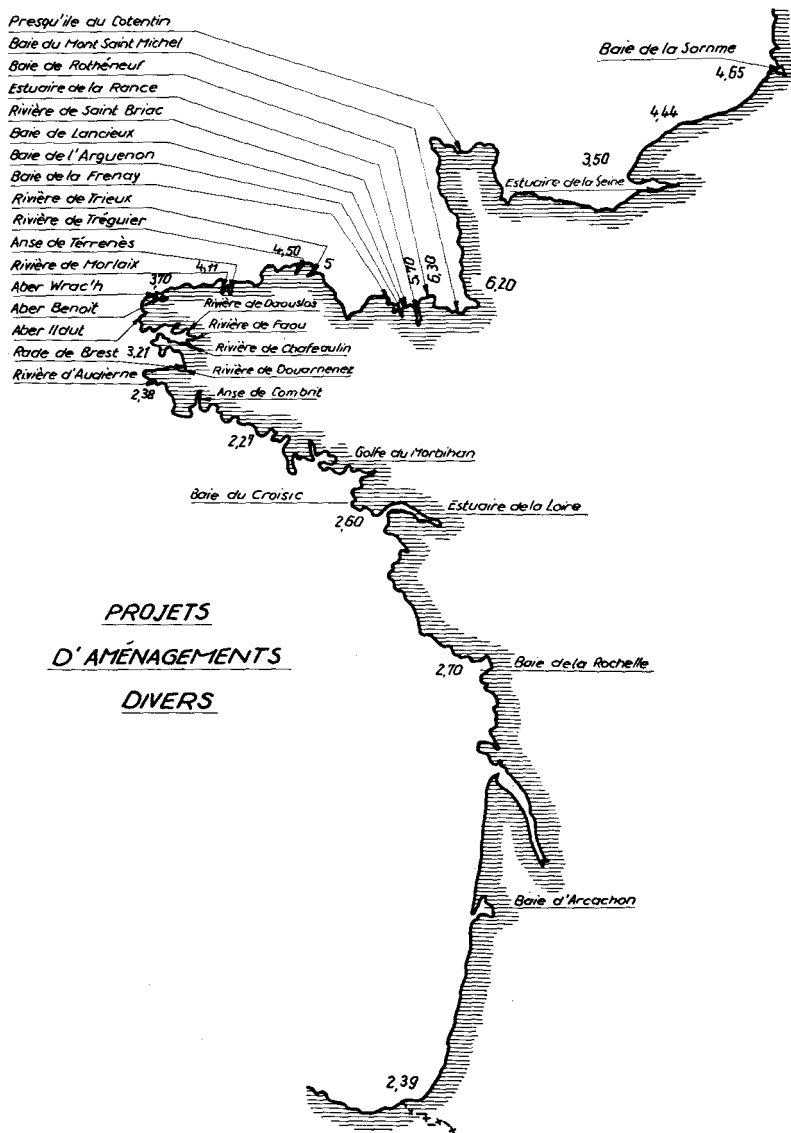 Presqu'ile du Cotentin
Baie du Mont Saint Michel
Baie de Rothéneuf
Estuaire de la Rance
Rivière de Saint Briac
Baie de Lancieux
Baie de l'Arguenon
Baie de la Frenay
Rivière de Trieux
Rivière de Tréguier
Anse de Térrenès
Rivière de Morlaix
Aber Wrac'h
Aber Benoit
Aber Ildut
Rade de Brest
Rivière d'Audierne
Baie de la Somme
4,65
4,44
3,50
Estuaire de la Seine
6,20
6,30
5,70
5
4,50
4,11
3,70
Rivière de Daouslas
Rivière de Faou
Rivière de Chateaulin
3,21
Rivière de Douarnenez
2,38
Anse de Combrit
2,27
Golfe du Morbihan
Baie du Croisic
2,60
Estuaire de la Loire
PROJETS
D'AMÉNAGEMENTS
DIVERS
2,70
Baie de la Rochelle
Baie d'Arcachon
2,39